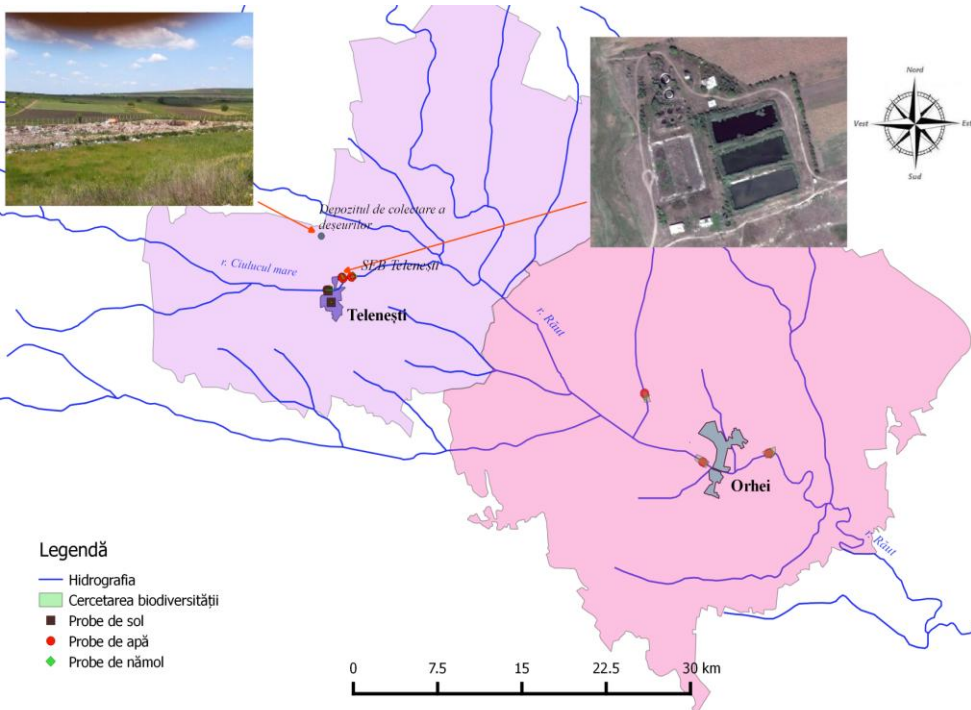 Nord
Vest
Est
Sud
Depozitul de colectare a
deșeurilor
r. Ciulucul mare
SEB Telenești
Telenești
r. Răut
Orhei
r. Răut
Legendă
Hidrografia
Cercetarea biodiversității
Probe de sol
Probe de apă
Probe de nămol
0 7.5 15 22.5 30 km